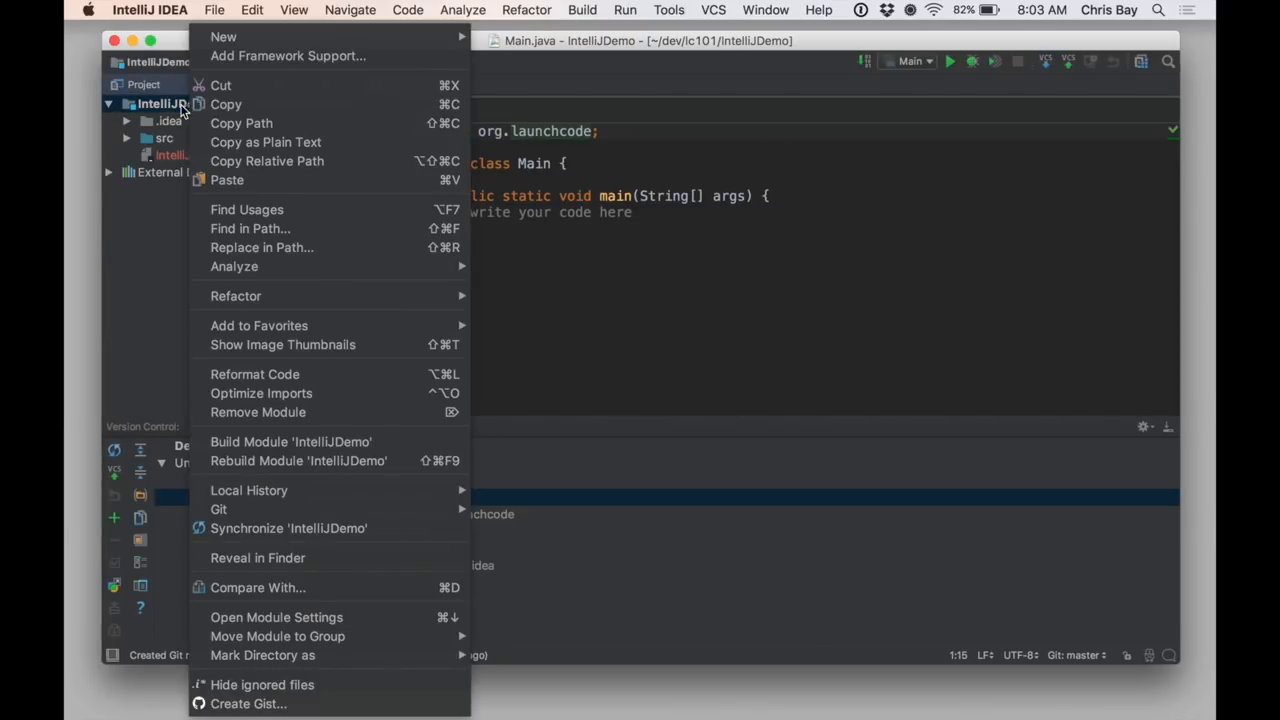 IntelliJ IDEA File Edit View Navigate Code Analyze Refactor Build Run Tools VCS Window Help 82% 8:03 AM Chris Bay
Main.java - IntelliJDemo - [~/dev/lc101/IntelliJDemo]
IntelliJDemo
Main
Project
IntelliJD
.idea
src
Intelli.
External
New
Add Framework Support...
Cut ⌘X
Copy ⌘C
Copy Path ⇧⌘C
Copy as Plain Text
Copy Relative Path ⌥⇧⌘C
Paste ⌘V
Find Usages ⌥F7
Find in Path... ⇧⌘F
Replace in Path... ⇧⌘R
Analyze
Refactor
Add to Favorites
Show Image Thumbnails ⇧⌘T
Reformat Code ⌥⌘L
Optimize Imports ^⌥O
Remove Module ⌦
Build Module 'IntelliJDemo'
Rebuild Module 'IntelliJDemo' ⇧⌘F9
Local History
Git
Synchronize 'IntelliJDemo'
Reveal in Finder
Compare With... ⌘D
Open Module Settings ⌘↓
Move Module to Group
Mark Directory as
Hide ignored files
Create Gist...
org.launchcode;
class Main {
lic static void main(String[] args) {
write your code here
Version Control:
De
VCS
Un
nchcode
idea
Created Git r
go)
1:15 LF÷ UTF-8÷ Git: master÷